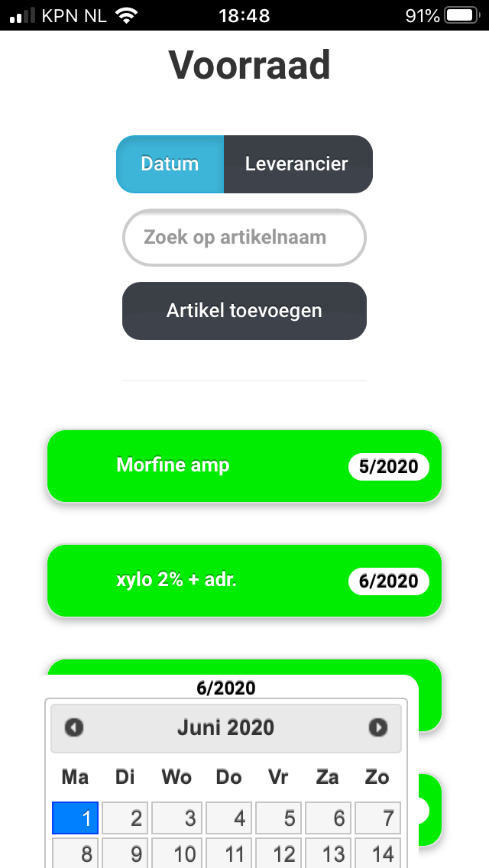 KPN NL 18:48 91%
Voorraad
Datum Leverancier
Zoek op artikelnaam
Artikel toevoegen
Morfine amp 5/2020
xylo 2% + adr. 6/2020
6/2020
Juni 2020
Ma Di Wo Do Vr Za Zo
1 2 3 4 5 6 7
8 9 10 11 12 13 14